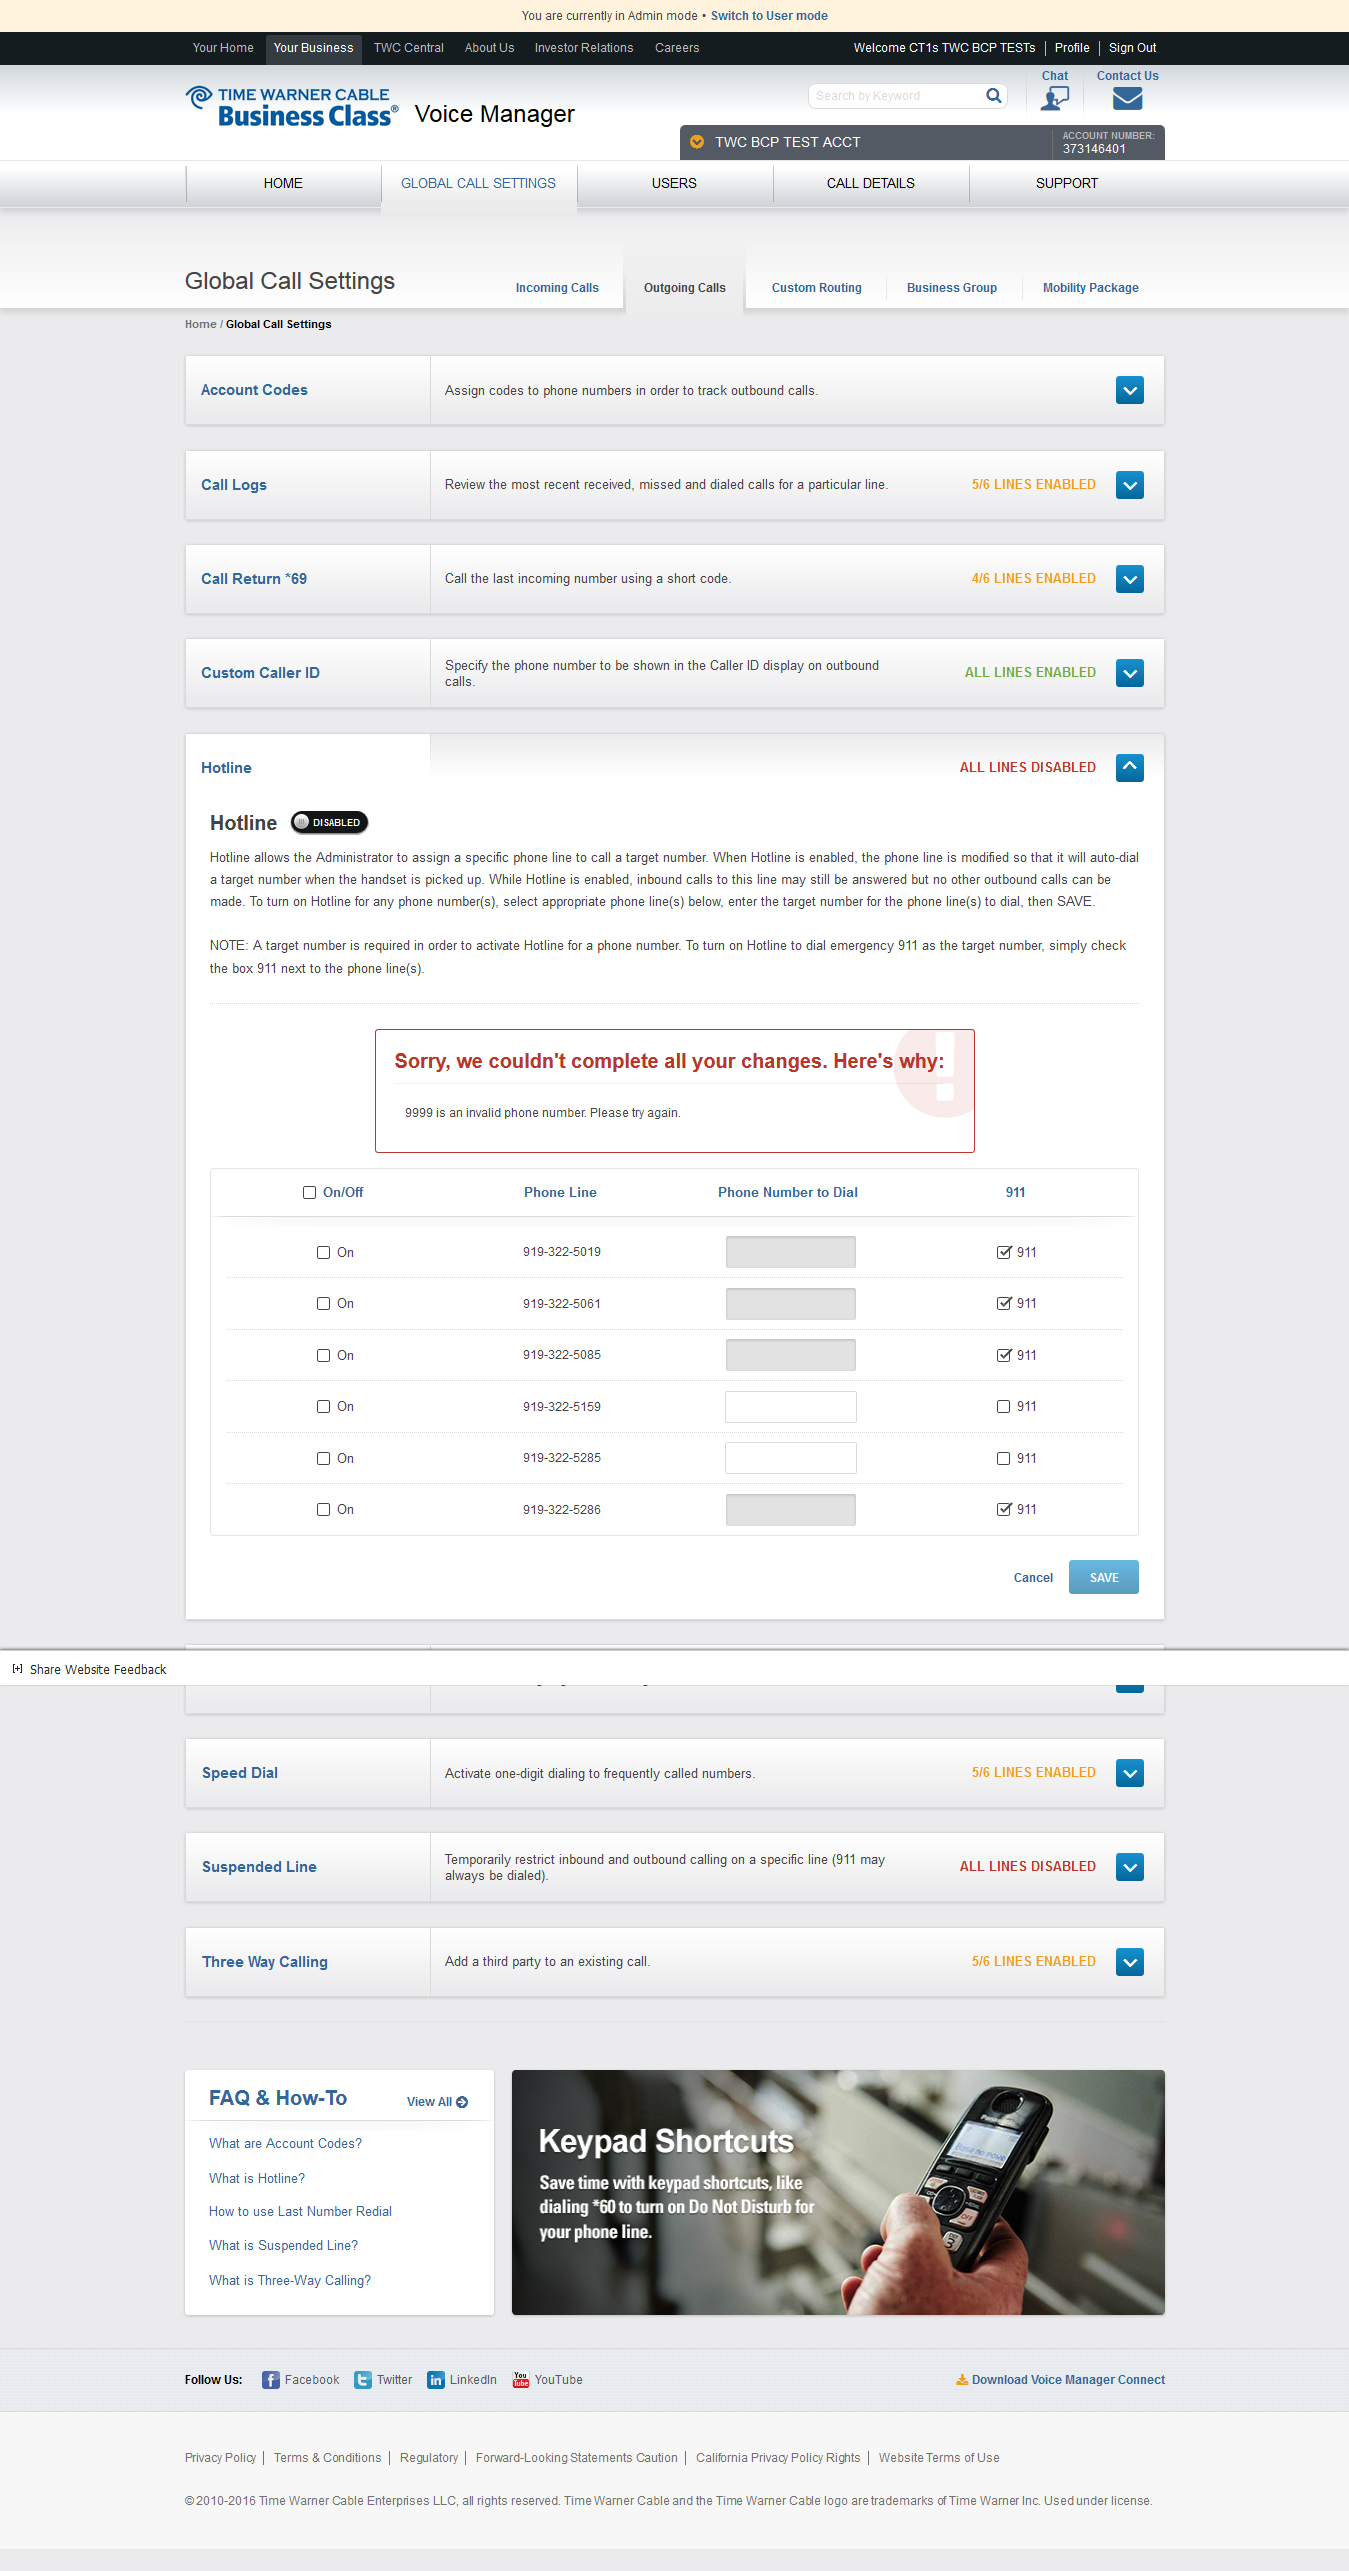 You are currently in Admin mode • Switch to User mode
Your Home Your Business TWC Central About Us Investor Relations Careers Welcome CT1s TWC BCP TESTs Profile Sign Out
Chat Contact Us
TIME WARNER CABLE
Business Class® Voice Manager
Search by Keyword
TWC BCP TEST ACCT
ACCOUNT NUMBER:
373146401
HOME GLOBAL CALL SETTINGS USERS CALL DETAILS SUPPORT
Global Call Settings
Incoming Calls Outgoing Calls Custom Routing Business Group Mobility Package
Home / Global Call Settings
Account Codes Assign codes to phone numbers in order to track outbound calls.
Call Logs Review the most recent received, missed and dialed calls for a particular line. 5/6 LINES ENABLED
Call Return *69 Call the last incoming number using a short code. 4/6 LINES ENABLED
Custom Caller ID Specify the phone number to be shown in the Caller ID display on outbound
calls. ALL LINES ENABLED
Hotline ALL LINES DISABLED
Hotline DISABLED
Hotline allows the Administrator to assign a specific phone line to call a target number. When Hotline is enabled, the phone line is modified so that it will auto-dial
a target number when the handset is picked up. While Hotline is enabled, inbound calls to this line may still be answered but no other outbound calls can be
made. To turn on Hotline for any phone number(s), select appropriate phone line(s) below, enter the target number for the phone line(s) to dial, then SAVE.
NOTE: A target number is required in order to activate Hotline for a phone number. To turn on Hotline to dial emergency 911 as the target number, simply check
the box 911 next to the phone line(s).
Sorry, we couldn't complete all your changes. Here's why:
9999 is an invalid phone number. Please try again.
On/Off Phone Line Phone Number to Dial 911
On 919-322-5019 911
On 919-322-5061 911
On 919-322-5085 911
On 919-322-5159 911
On 919-322-5285 911
On 919-322-5286 911
Cancel SAVE
[+] Share Website Feedback
Speed Dial Activate one-digit dialing to frequently called numbers. 5/6 LINES ENABLED
Suspended Line Temporarily restrict inbound and outbound calling on a specific line (911 may
always be dialed). ALL LINES DISABLED
Three Way Calling Add a third party to an existing call. 5/6 LINES ENABLED
FAQ & How-To View All
What are Account Codes?
What is Hotline?
How to use Last Number Redial
What is Suspended Line?
What is Three-Way Calling?
Keypad Shortcuts
Save time with keypad shortcuts, like
dialing *60 to turn on Do Not Disturb for
your phone line.
Panasonic
Follow Us: Facebook Twitter LinkedIn YouTube Download Voice Manager Connect
Privacy Policy Terms & Conditions Regulatory Forward-Looking Statements Caution California Privacy Policy Rights Website Terms of Use
© 2010-2016 Time Warner Cable Enterprises LLC, all rights reserved. Time Warner Cable and the Time Warner Cable logo are trademarks of Time Warner Inc. Used under license.